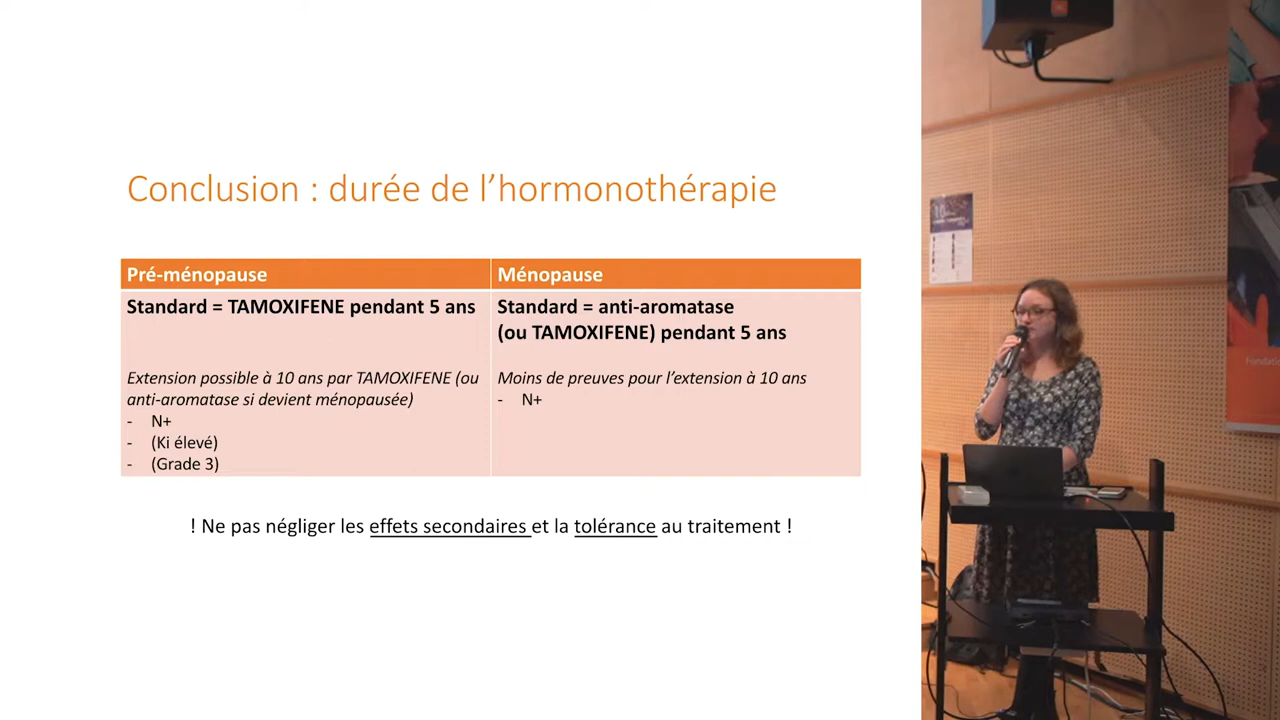 Conclusion : durée de l’hormonothérapie
Pré-ménopause
Standard = TAMOXIFENE pendant 5 ans
Extension possible à 10 ans par TAMOXIFENE (ou
anti-aromatase si devient ménopausée)
- N+
- (Ki élevé)
- (Grade 3)
Ménopause
Standard = anti-aromatase
(ou TAMOXIFENE) pendant 5 ans
Moins de preuves pour l’extension à 10 ans
- N+
! Ne pas négliger les effets secondaires et la tolérance au traitement !
10
Fondatio